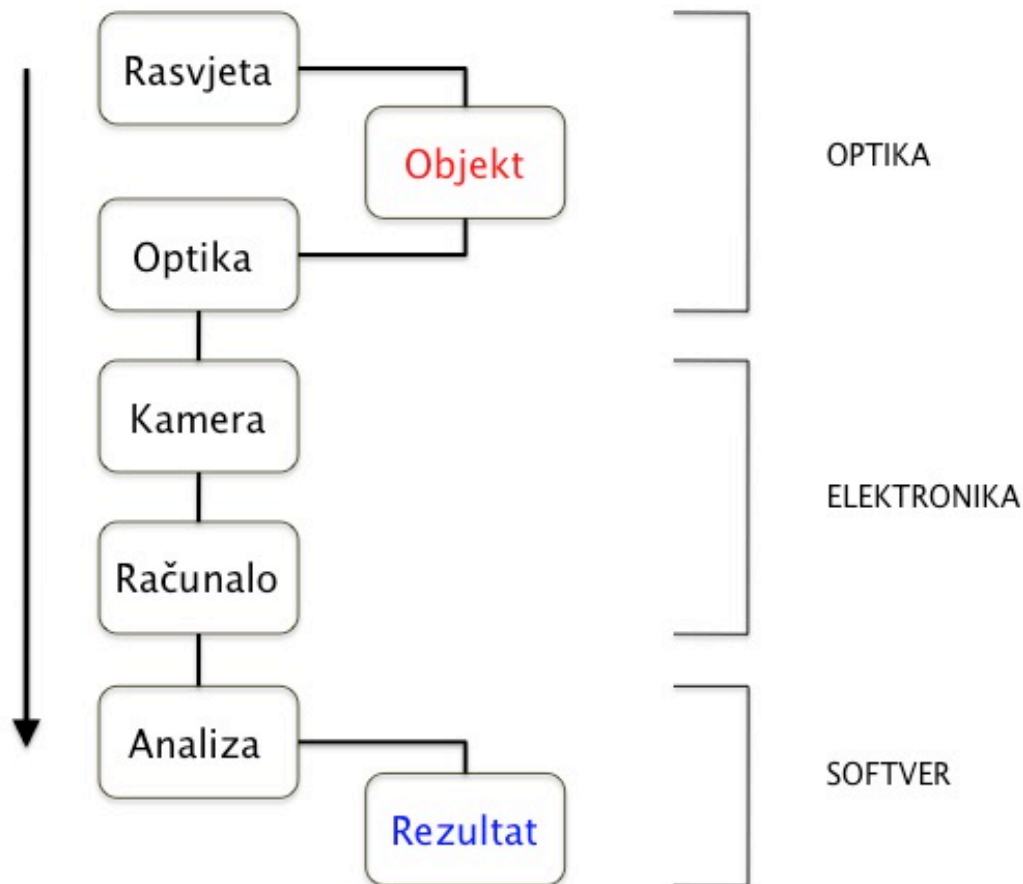 Rasvjeta
Objekt
OPTIKA
Optika
Kamera
ELEKTRONIKA
Računalo
Analiza
SOFTVER
Rezultat